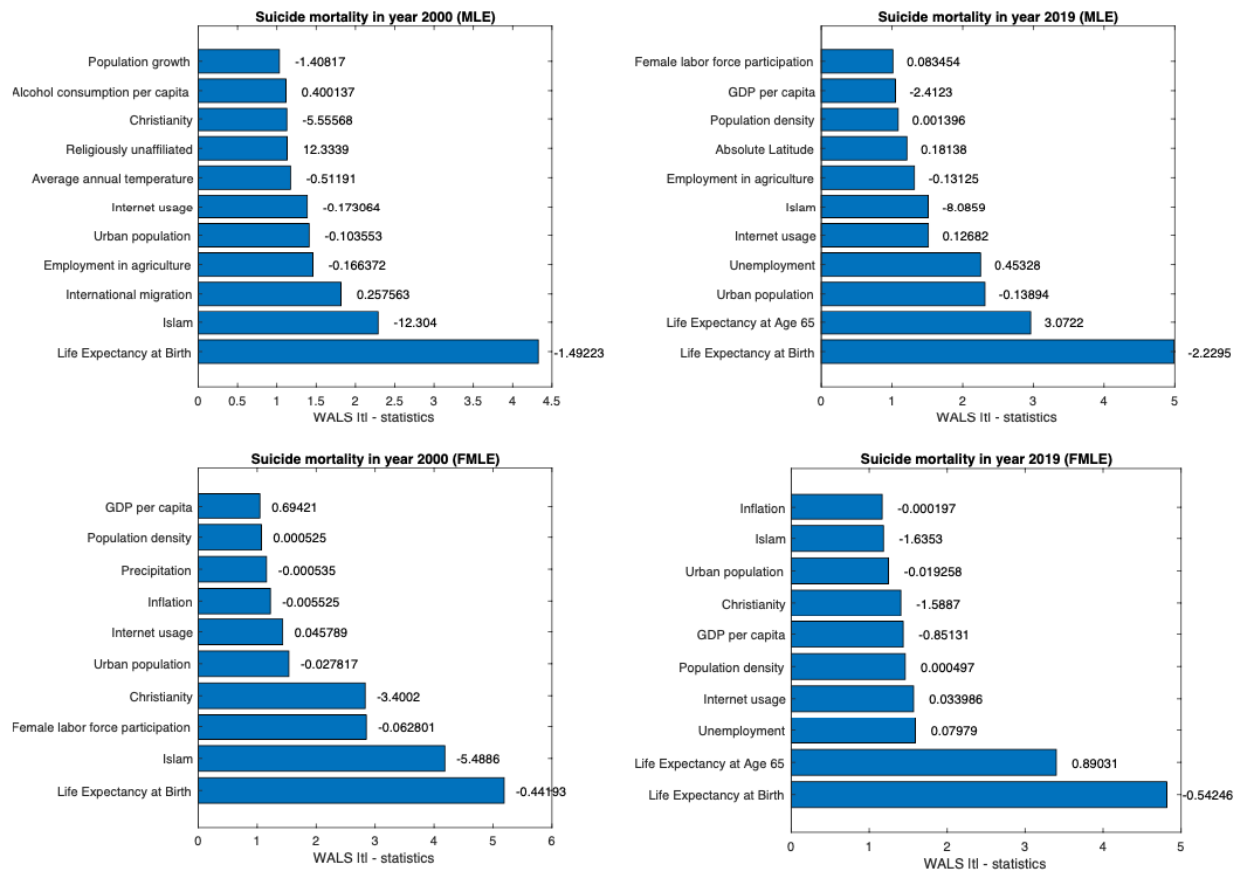 Suicide mortality in year 2000 (MLE)
Population growth -1.40817
Alcohol consumption per capita 0.400137
Christianity -5.55568
Religiously unaffiliated 12.3339
Average annual temperature -0.51191
Internet usage -0.173064
Urban population -0.103553
Employment in agriculture -0.166372
International migration 0.257563
Islam -12.304
Life Expectancy at Birth -1.49223
0 0.5 1 1.5 2 2.5 3 3.5 4 4.5
WALS |t| - statistics
Suicide mortality in year 2019 (MLE)
Female labor force participation 0.083454
GDP per capita -2.4123
Population density 0.001396
Absolute Latitude 0.18138
Employment in agriculture -0.13125
Islam -8.0859
Internet usage 0.12682
Unemployment 0.45328
Urban population -0.13894
Life Expectancy at Age 65 3.0722
Life Expectancy at Birth -2.2295
0 1 2 3 4 5
WALS |t| - statistics
Suicide mortality in year 2000 (FMLE)
GDP per capita 0.69421
Population density 0.000525
Precipitation -0.000535
Inflation -0.005525
Internet usage 0.045789
Urban population -0.027817
Christianity -3.4002
Female labor force participation -0.062801
Islam -5.4886
Life Expectancy at Birth -0.44193
0 1 2 3 4 5 6
WALS |t| - statistics
Suicide mortality in year 2019 (FMLE)
Inflation -0.000197
Islam -1.6353
Urban population -0.019258
Christianity -1.5887
GDP per capita -0.85131
Population density 0.000497
Internet usage 0.033986
Unemployment 0.07979
Life Expectancy at Age 65 0.89031
Life Expectancy at Birth -0.54246
0 1 2 3 4 5
WALS |t| - statistics